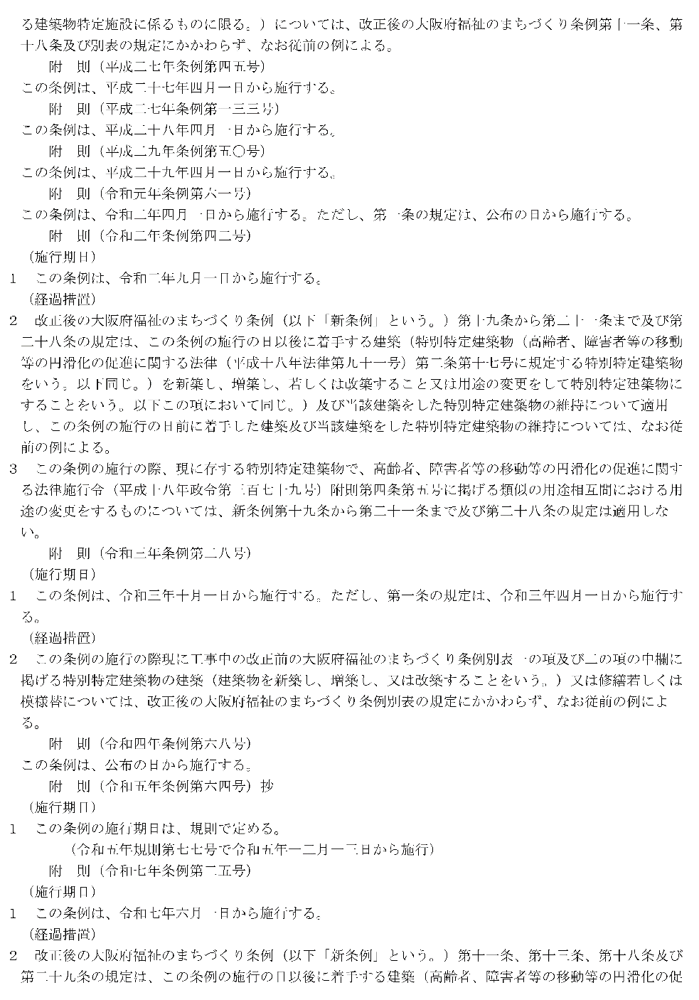 る建築物特定施設に係るものに限る。）については、改正後の大阪府福祉のまちづくり条例第十一条、第
十八条及び別表の規定にかかわらず、なお従前の例による。
附　則（平成二七年条例第四五号）
この条例は、平成二十七年四月一日から施行する。
附　則（平成二七年条例第一三三号）
この条例は、平成二十八年四月一日から施行する。
附　則（平成二九年条例第五〇号）
この条例は、平成二十九年四月一日から施行する。
附　則（令和元年条例第六一号）
この条例は、令和二年四月一日から施行する。ただし、第一条の規定は、公布の日から施行する。
附　則（令和二年条例第四二号）
（施行期日）
１　この条例は、令和二年九月一日から施行する。
（経過措置）
２　改正後の大阪府福祉のまちづくり条例（以下「新条例」という。）第十九条から第二十一条まで及び第
二十八条の規定は、この条例の施行の日以後に着手する建築（特別特定建築物（高齢者、障害者等の移動
等の円滑化の促進に関する法律（平成十八年法律第九十一号）第二条第十七号に規定する特別特定建築物
をいう。以下同じ。）を新築し、増築し、若しくは改築すること又は用途の変更をして特別特定建築物に
することをいう。以下この項において同じ。）及び当該建築をした特別特定建築物の維持について適用
し、この条例の施行の日前に着手した建築及び当該建築をした特別特定建築物の維持については、なお従
前の例による。
３　この条例の施行の際、現に存する特別特定建築物で、高齢者、障害者等の移動等の円滑化の促進に関す
る法律施行令（平成十八年政令第三百七十九号）附則第四条第五号に掲げる類似の用途相互間における用
途の変更をするものについては、新条例第十九条から第二十一条まで及び第二十八条の規定は適用しな
い。
附　則（令和三年条例第二八号）
（施行期日）
１　この条例は、令和三年十月一日から施行する。ただし、第一条の規定は、令和三年四月一日から施行す
る。
（経過措置）
２　この条例の施行の際現に工事中の改正前の大阪府福祉のまちづくり条例別表一の項及び二の項の中欄に
掲げる特別特定建築物の建築（建築物を新築し、増築し、又は改築することをいう。）又は修繕若しくは
模様替については、改正後の大阪府福祉のまちづくり条例別表の規定にかかわらず、なお従前の例によ
る。
附　則（令和四年条例第六八号）
この条例は、公布の日から施行する。
附　則（令和五年条例第六四号）抄
（施行期日）
１　この条例の施行期日は、規則で定める。
（令和五年規則第七七号で令和五年一二月一三日から施行）
附　則（令和七年条例第二五号）
（施行期日）
１　この条例は、令和七年六月一日から施行する。
（経過措置）
２　改正後の大阪府福祉のまちづくり条例（以下「新条例」という。）第十一条、第十三条、第十八条及び
第二十九条の規定は、この条例の施行の日以後に着手する建築（高齢者、障害者等の移動等の円滑化の促